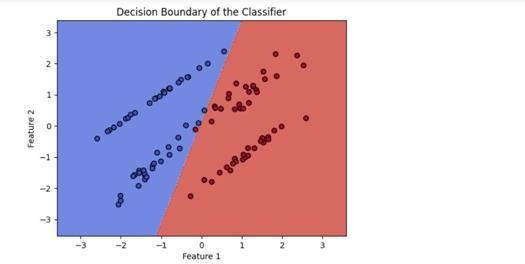 Decision Boundary of the Classifier
3
2
1
0
−1
−2
−3
Feature 2
−3 −2 −1 0 1 2 3
Feature 1